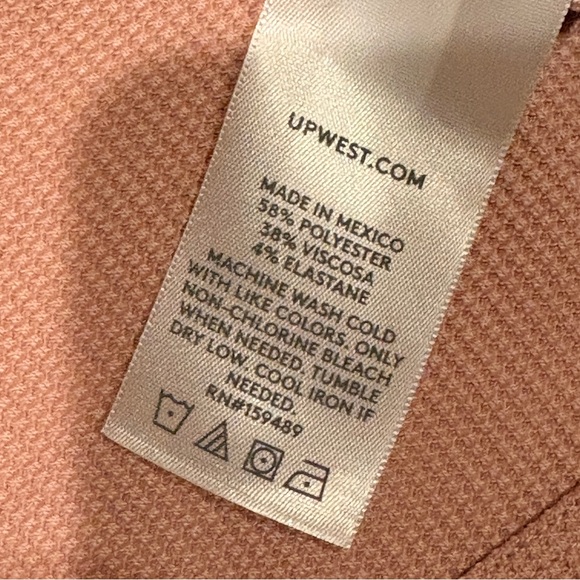 UPWEST.COM
MADE IN MEXICO
58% POLYESTER
38% VISCOSA
4% ELASTANE
MACHINE WASH COLD
WITH LIKE COLORS. ONLY
NON-CHLORINE BLEACH
WHEN NEEDED. TUMBLE
DRY LOW. COOL IRON IF
NEEDED.
RN#159489